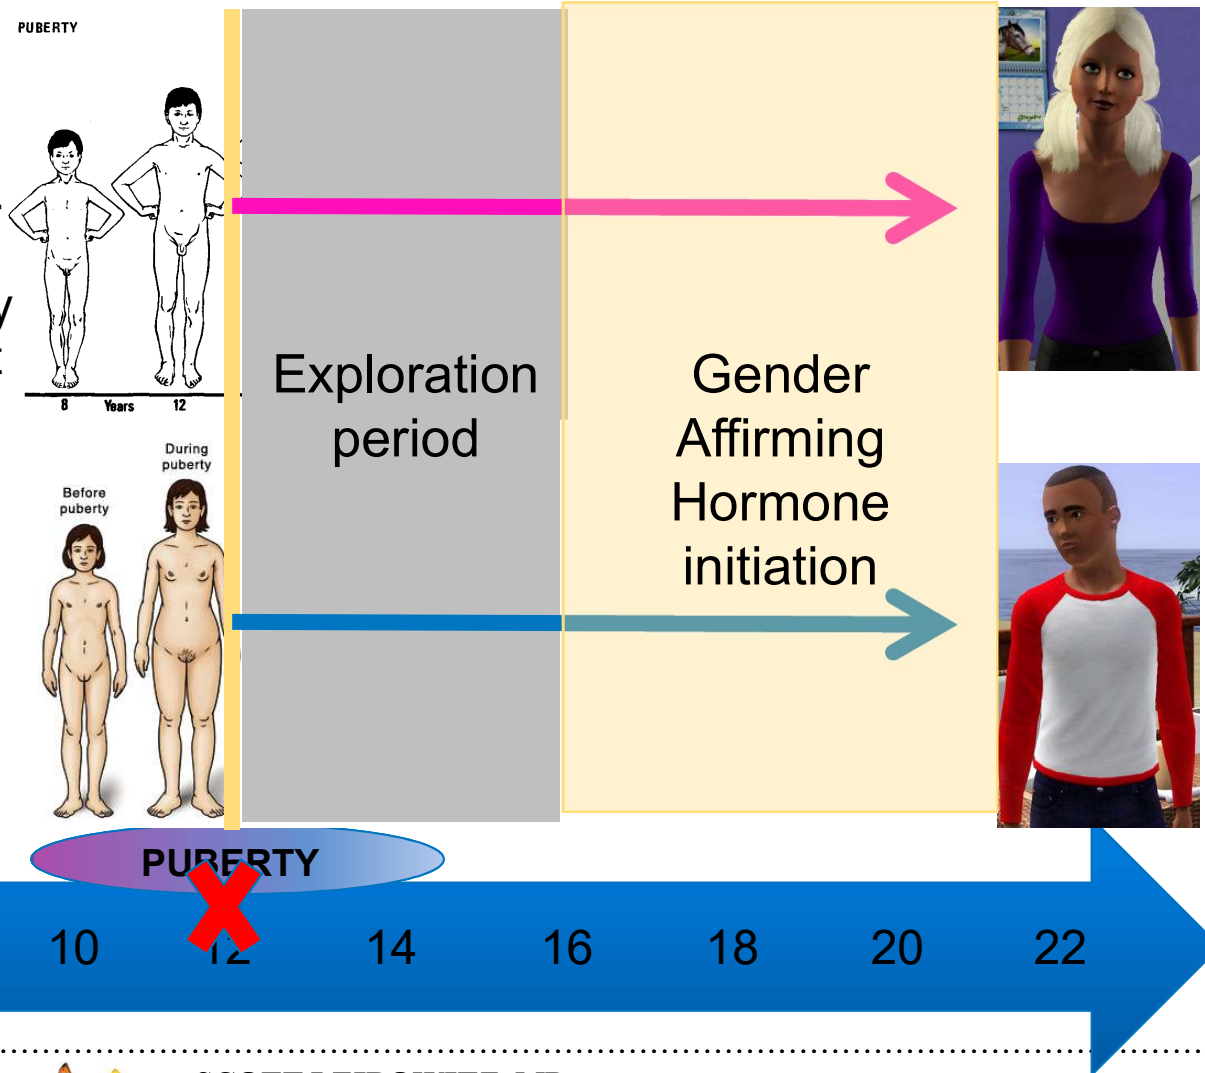 PUBERTY
8 Years 12
During
puberty
Before
puberty
Exploration
period
Gender
Affirming
Hormone
initiation
PUBERTY
10 12 14 16 18 20 22